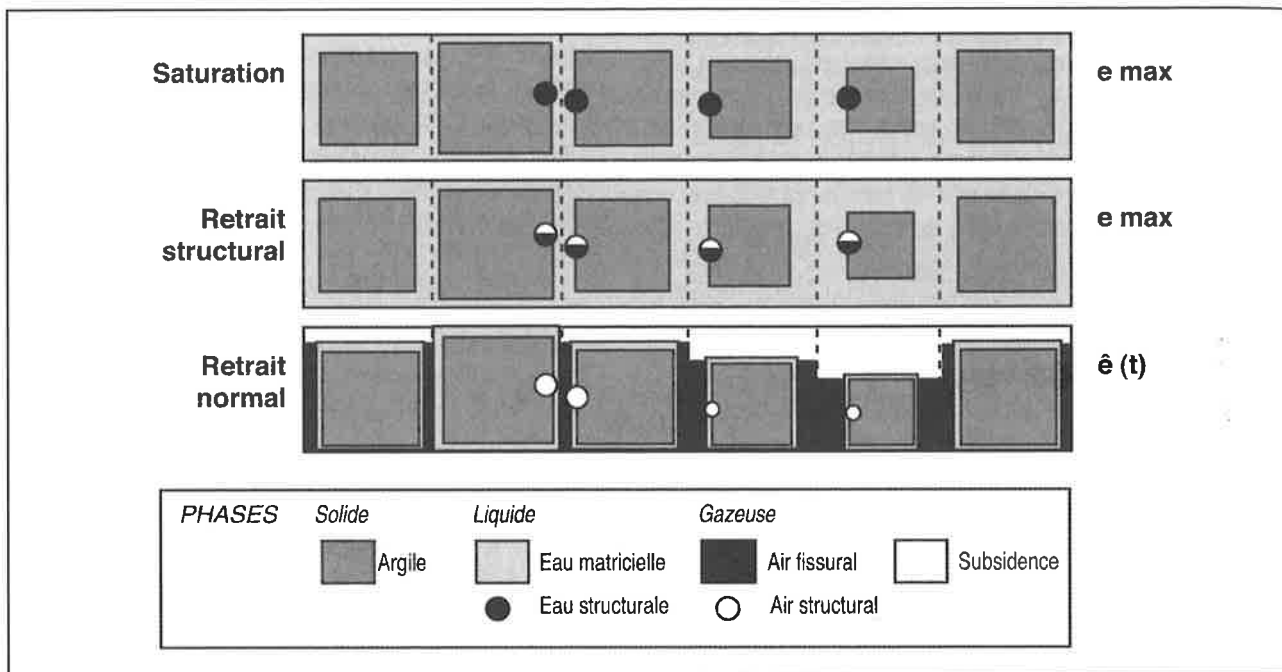 Saturation
e max
Retrait
structural
e max
Retrait
normal
ê (t)
PHASES Solide Liquide Gazeuse
Argile Eau matricielle Air fissural Subsidence
Eau structurale Air structural